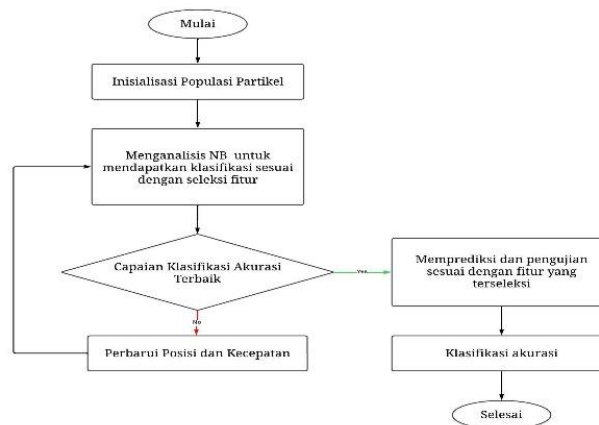 Mulai
Inisialisasi Populasi Partikel
Menganalisis NB untuk
mendapatkan klasifikasi sesuai
dengan seleksi fitur
Capaian Klasifikasi Akurasi
Terbaik
Yes
No
Perbarui Posisi dan Kecepatan
Memprediksi dan pengujian
sesuai dengan fitur yang
terseleksi
Klasifikasi akurasi
Selesai